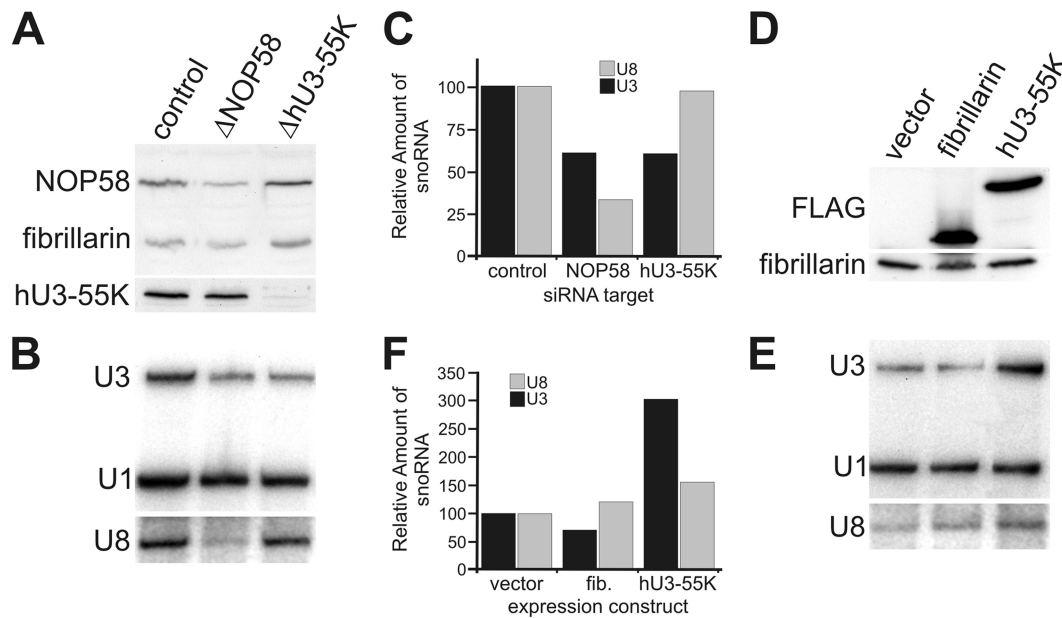 A
control
ΔNOP58
ΔhU3-55K
NOP58
fibrillarin
hU3-55K
B
U3
U1
U8
C
Relative Amount of
snoRNA
100
75
50
25
0
U8
U3
control NOP58 hU3-55K
siRNA target
D
vector
fibrillarin
hU3-55K
FLAG
fibrillarin
E
U3
U1
U8
F
Relative Amount of
snoRNA
350
300
250
200
150
100
50
0
U8
U3
vector fib. hU3-55K
expression construct